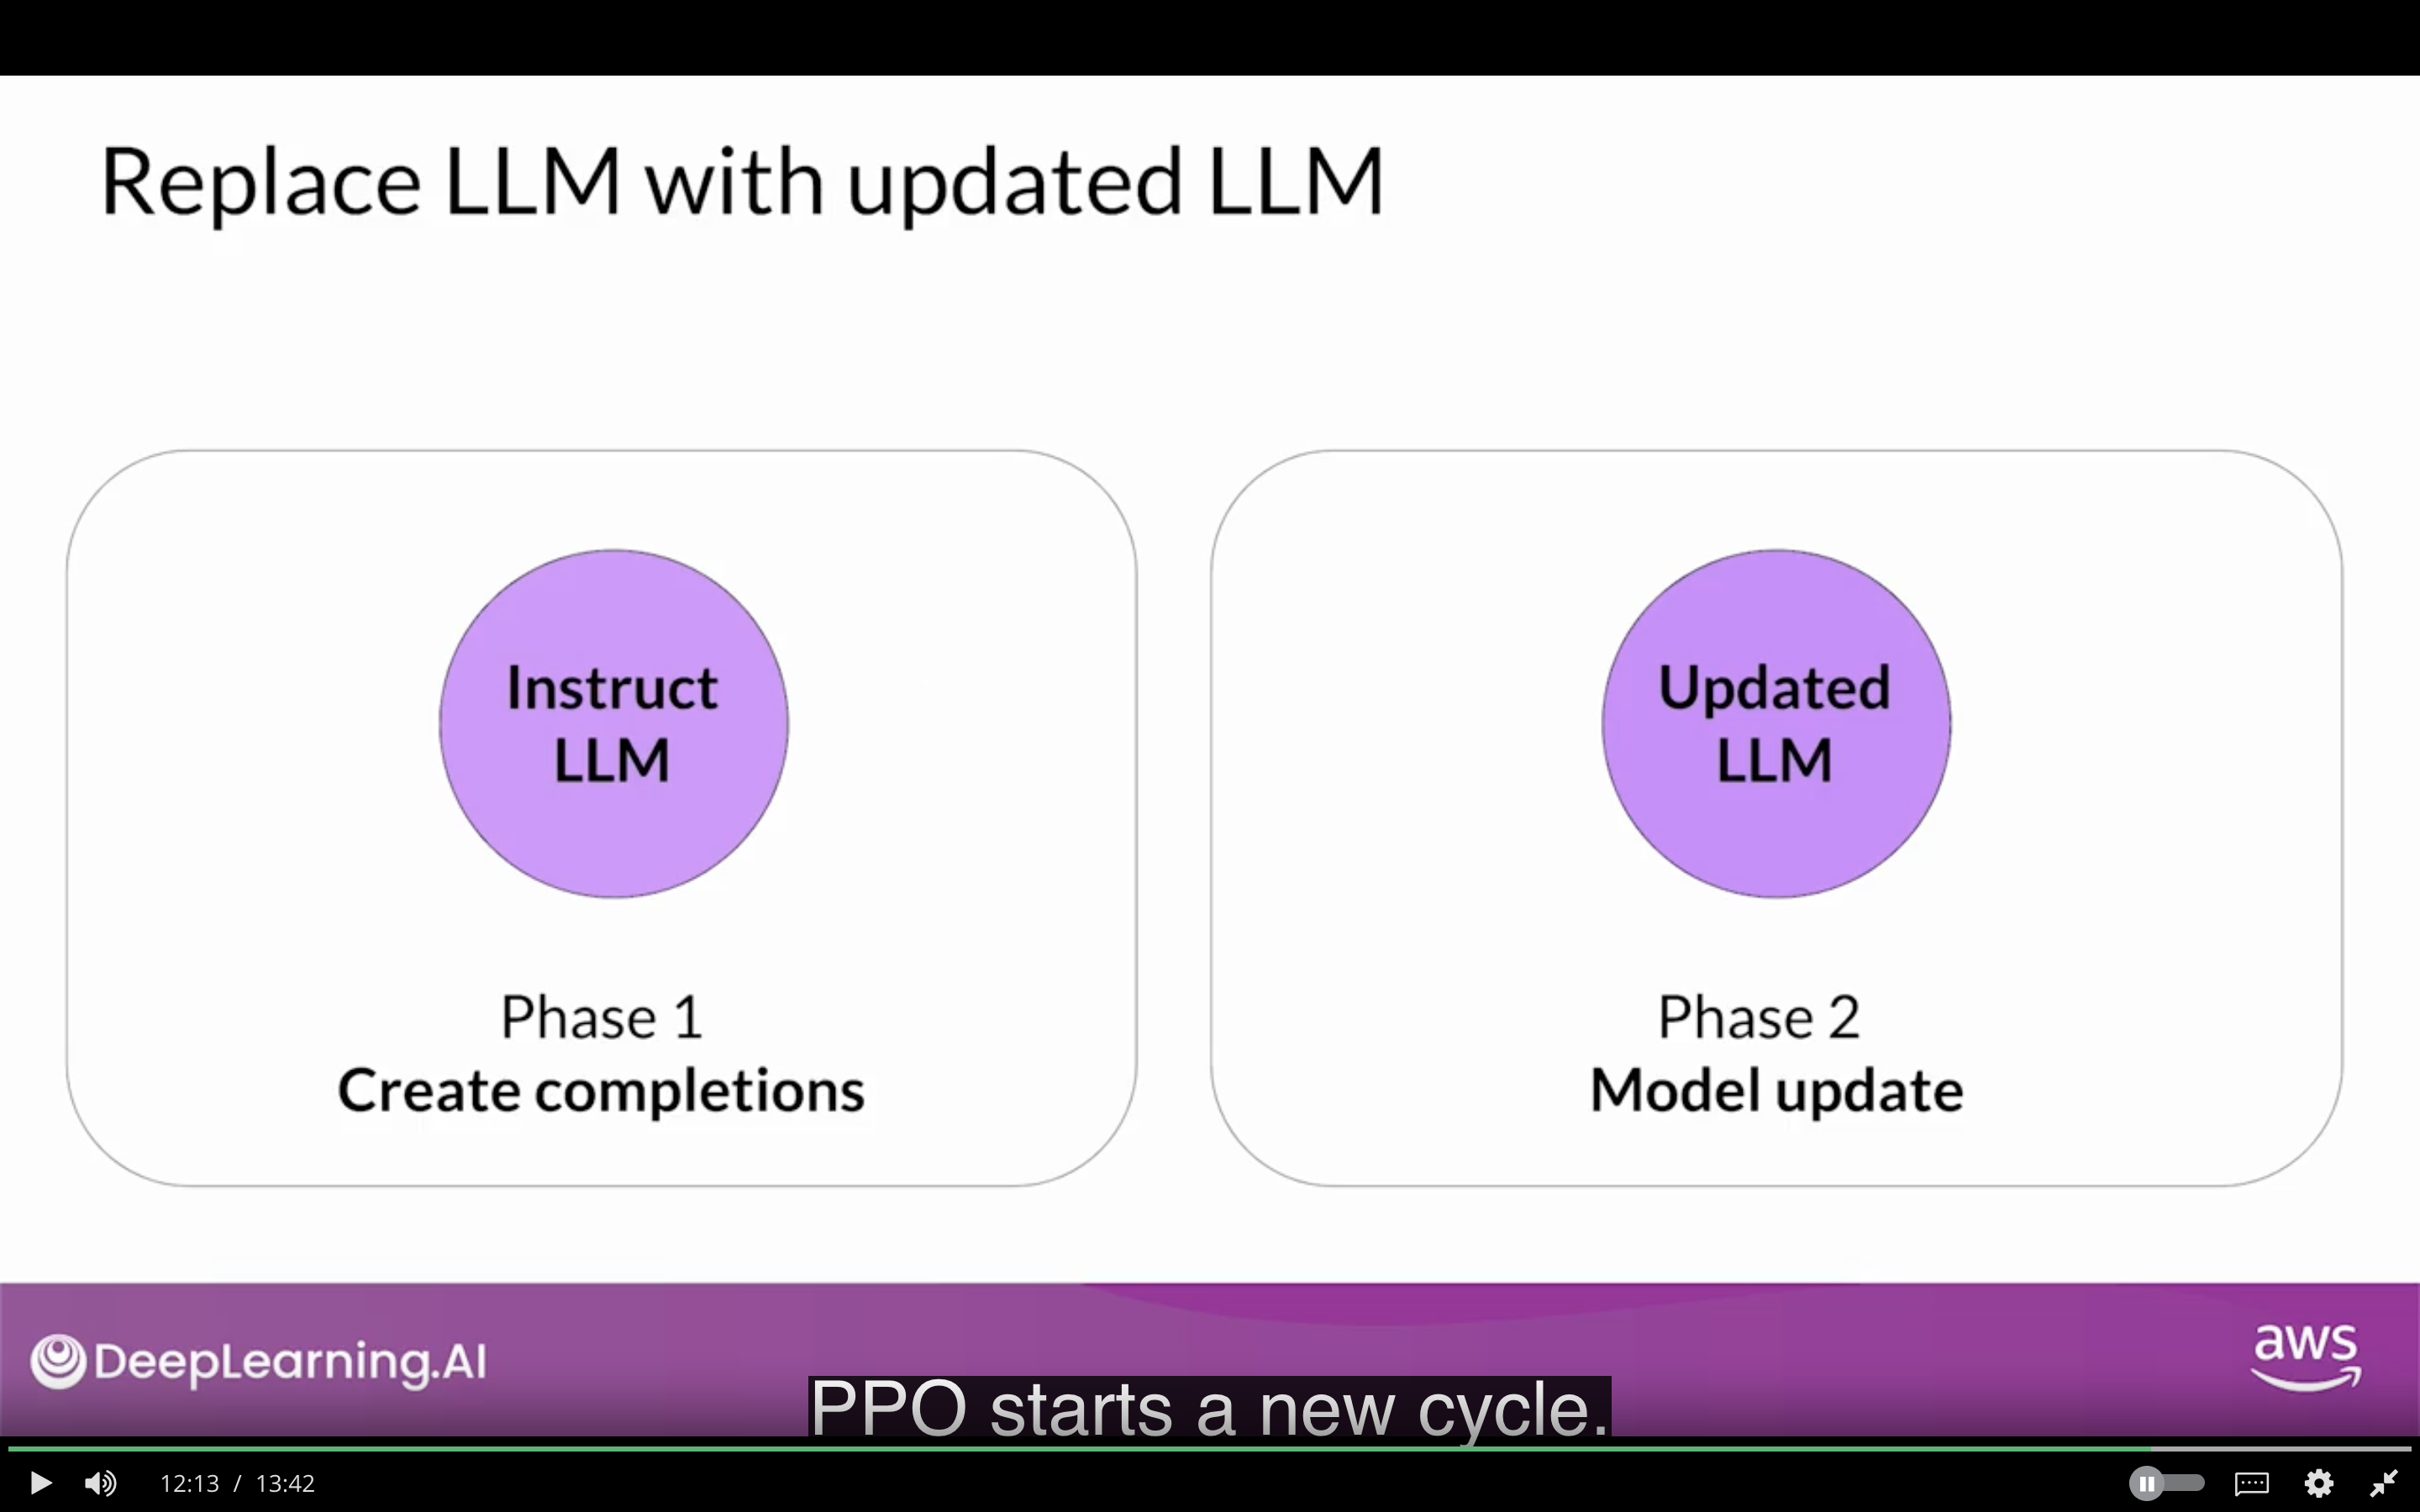 Replace LLM with updated LLM
Instruct
LLM
Phase 1
Create completions
Updated
LLM
Phase 2
Model update
DeepLearning.AI
aws
PPO starts a new cycle.
12:13 / 13:42